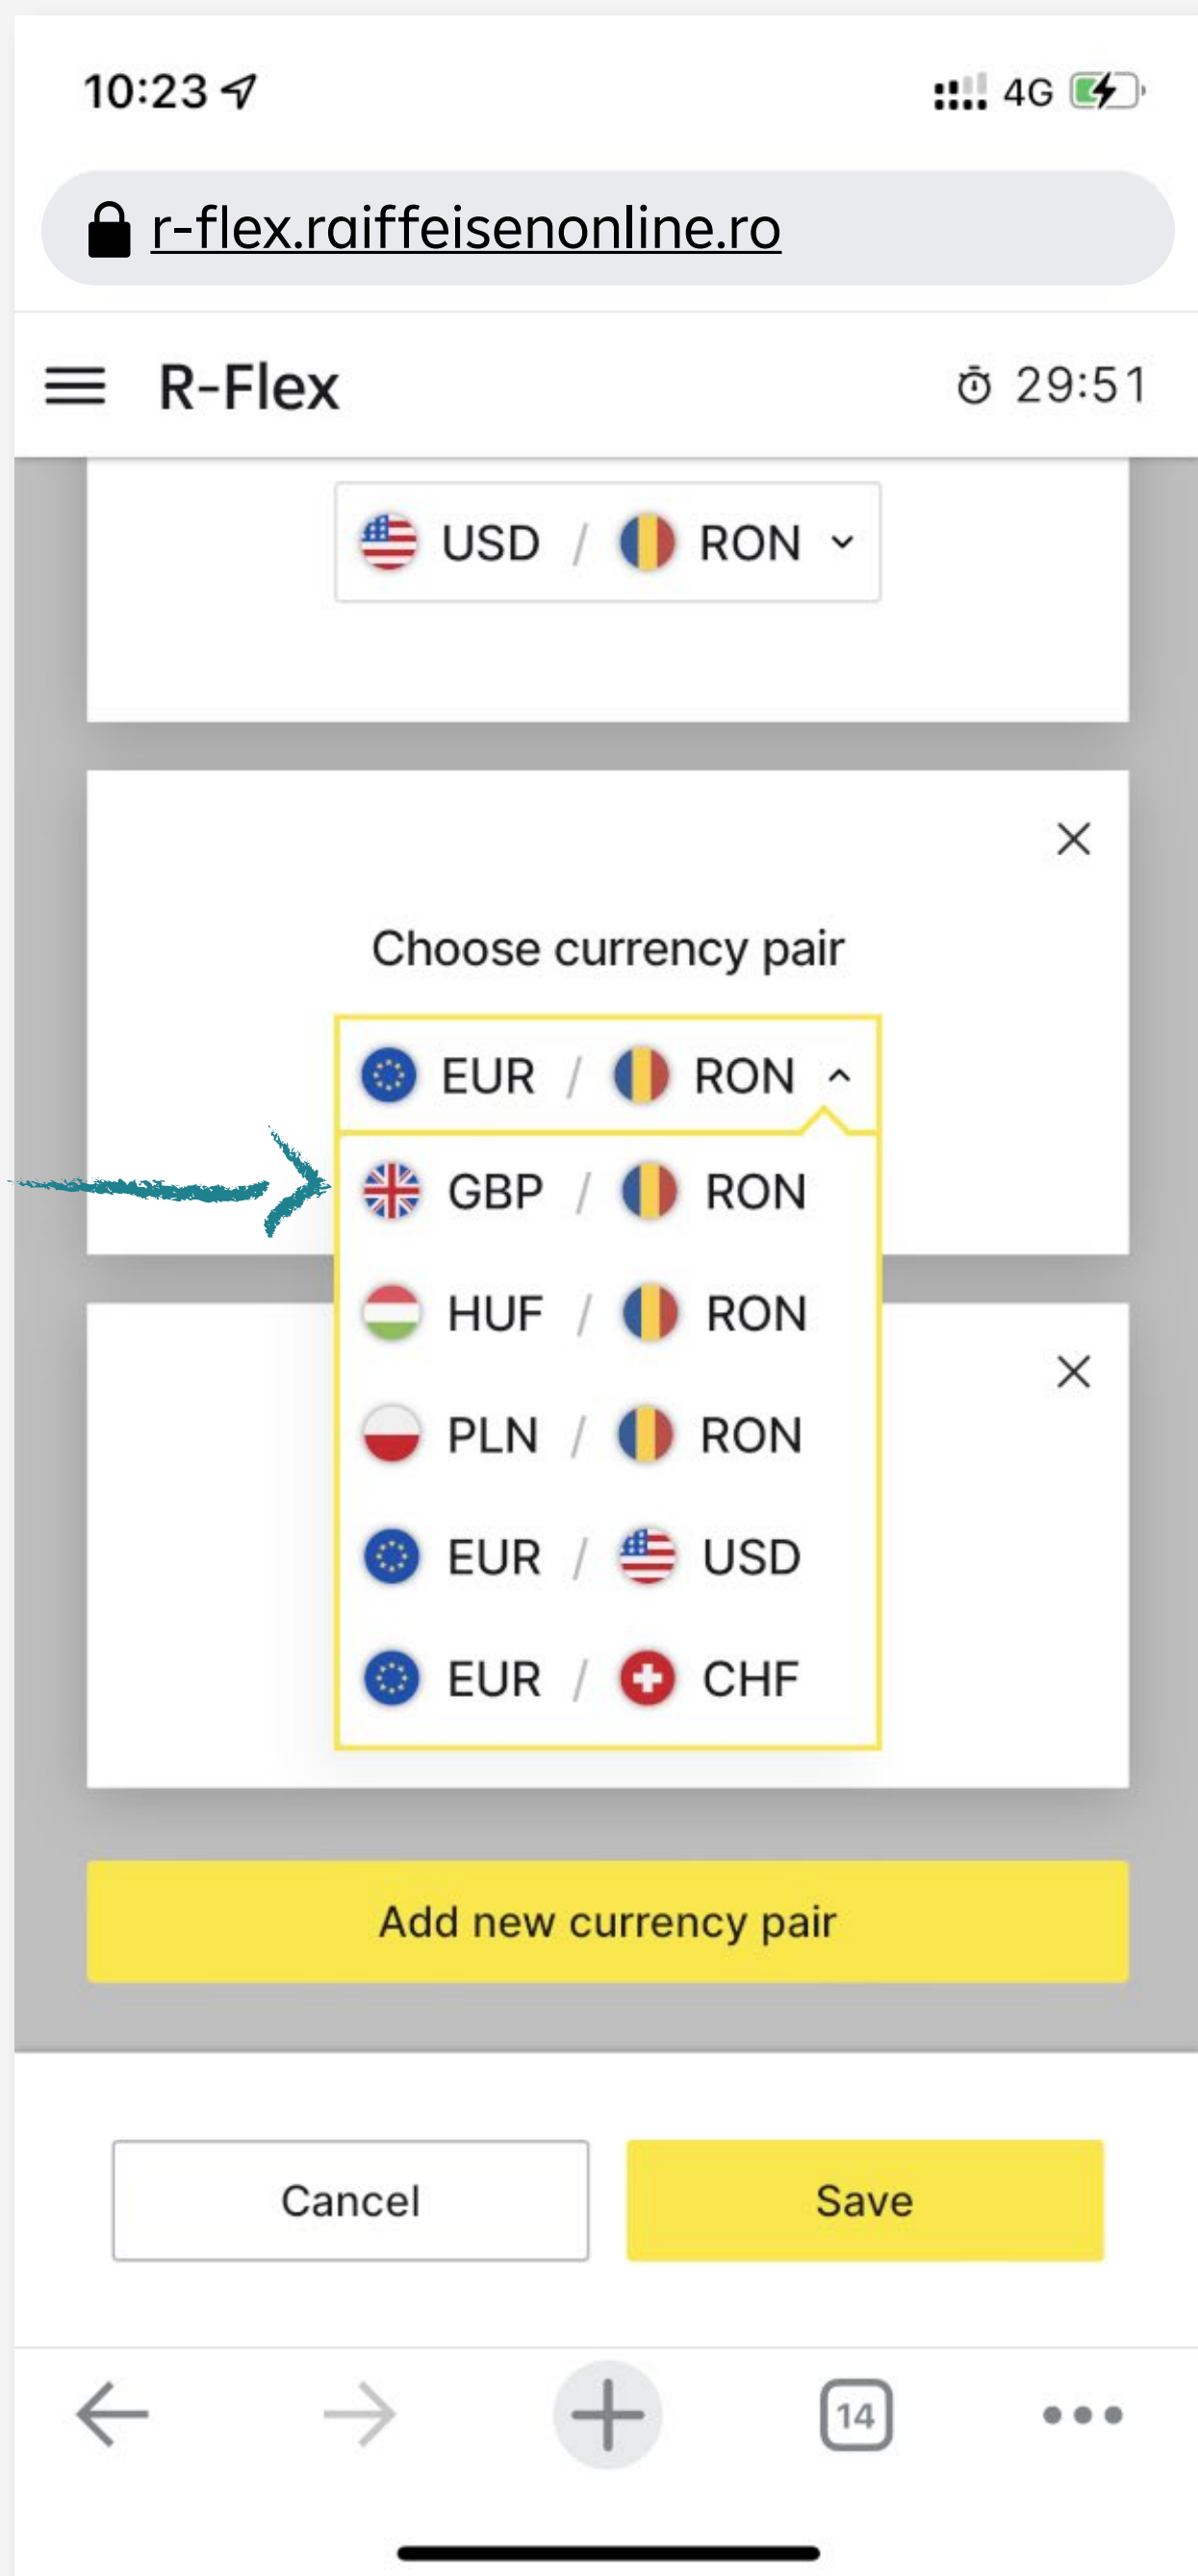 10:23 4G
r-flex.raiffeisenonline.ro
R-Flex 29:51
USD / RON
Choose currency pair
EUR / RON
GBP / RON
HUF / RON
PLN / RON
EUR / USD
EUR / CHF
Add new currency pair
Cancel Save
14